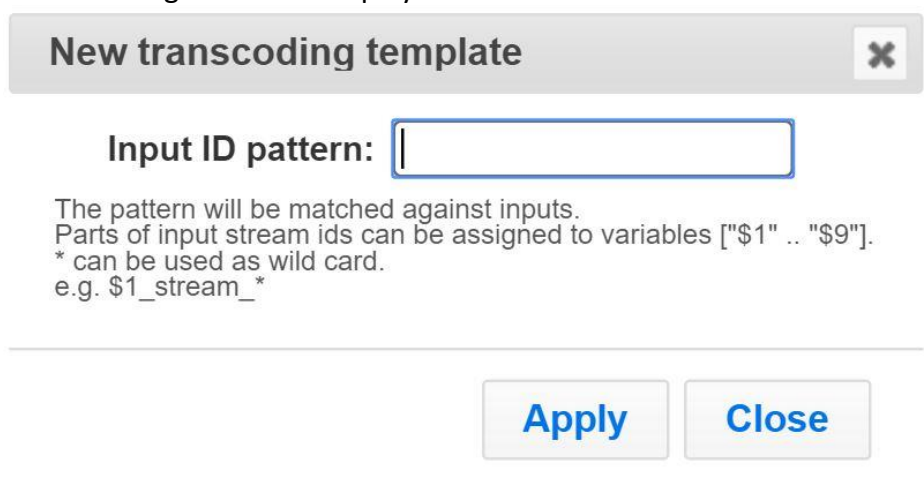 New transcoding template
Input ID pattern:
The pattern will be matched against inputs.
Parts of input stream ids can be assigned to variables ["$1" .. "$9"].
* can be used as wild card.
e.g. $1_stream_*
Apply Close